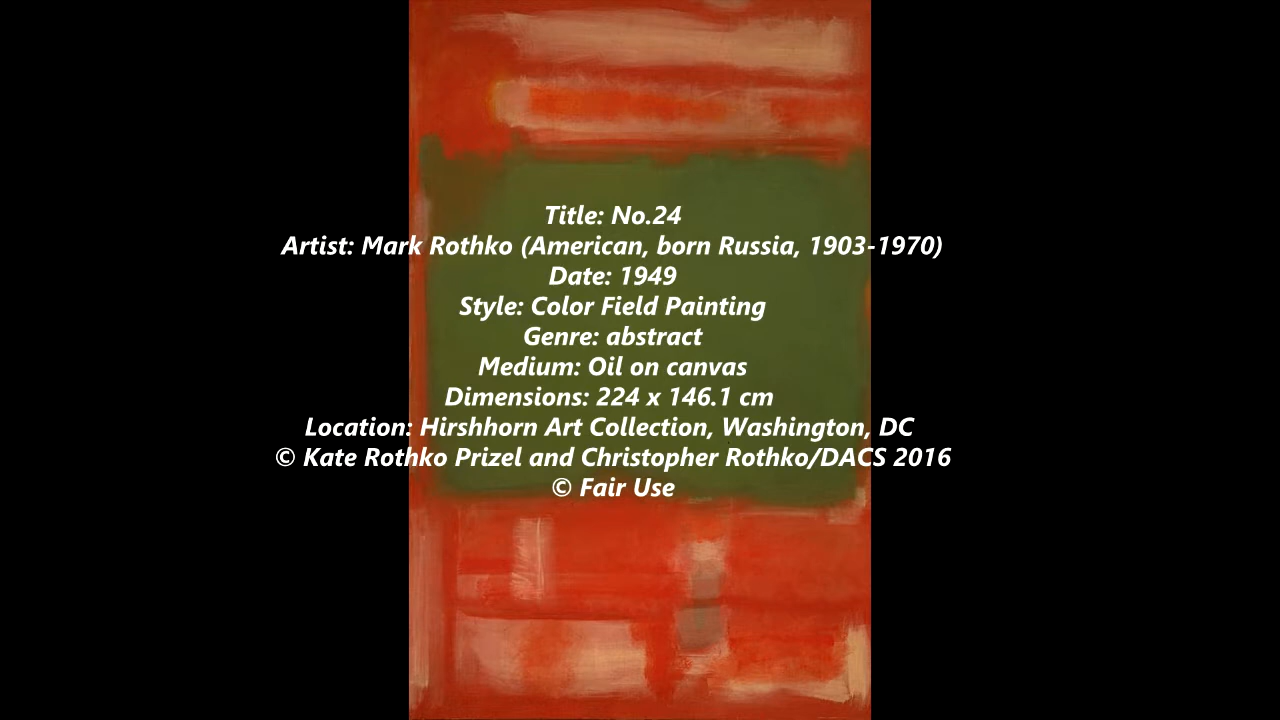 Title: No.24
Artist: Mark Rothko (American, born Russia, 1903-1970)
Date: 1949
Style: Color Field Painting
Genre: abstract
Medium: Oil on canvas
Dimensions: 224 x 146.1 cm
Location: Hirshhorn Art Collection, Washington, DC
© Kate Rothko Prizel and Christopher Rothko/DACS 2016
© Fair Use